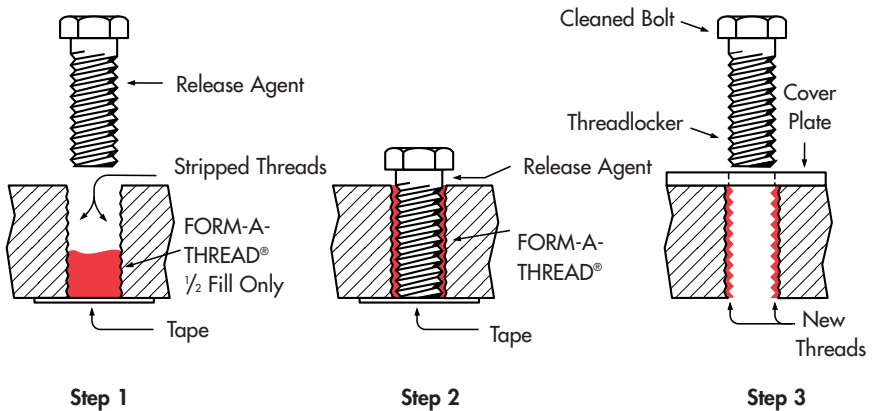 Release Agent
Stripped Threads
FORM-A-
THREAD®
½ Fill Only
Tape
Step 1
Release Agent
FORM-A-
THREAD®
Tape
Step 2
Cleaned Bolt
Cover
Plate
Threadlocker
New
Threads
Step 3